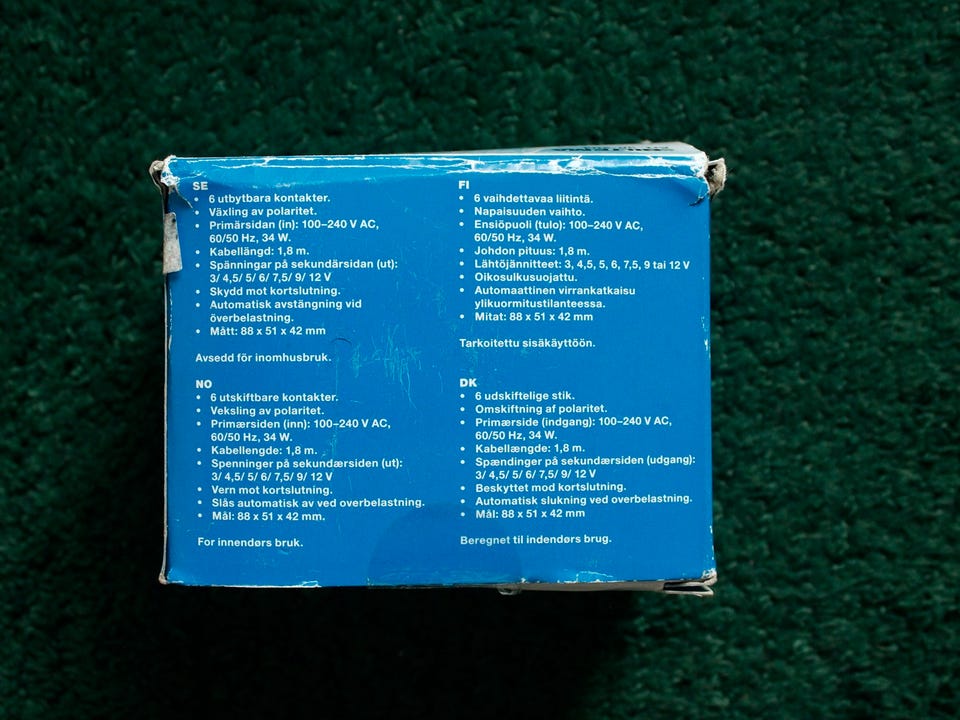 SE
• 6 utbytbara kontakter.
• Växling av polaritet.
• Primärsidan (in): 100–240 V AC,
60/50 Hz, 34 W.
• Kabellängd: 1,8 m.
• Spänningar på sekundärsidan (ut):
3/ 4,5/ 5/ 6/ 7,5/ 9/ 12 V
• Skydd mot kortslutning.
• Automatisk avstängning vid
överbelastning.
• Mått: 88 x 51 x 42 mm
Avsedd för inomhusbruk.
FI
• 6 vaihdettavaa liitintä.
• Napaisuuden vaihto.
• Ensiöpuoli (tulo): 100–240 V AC,
60/50 Hz, 34 W.
• Johdon pituus: 1,8 m.
• Lähtöjännitteet: 3, 4,5, 5, 6, 7,5, 9 tai 12 V
• Oikosulkusuojattu.
• Automaattinen virrankatkaisu
ylikuormitustilanteessa.
• Mitat: 88 x 51 x 42 mm
Tarkoitettu sisäkäyttöön.
NO
• 6 utskiftbare kontakter.
• Veksling av polaritet.
• Primærsiden (inn): 100–240 V AC,
60/50 Hz, 34 W.
• Kabellengde: 1,8 m.
• Spenninger på sekundærsiden (ut):
3/ 4,5/ 5/ 6/ 7,5/ 9/ 12 V
• Vern mot kortslutning.
• Slås automatisk av ved overbelastning.
• Mål: 88 x 51 x 42 mm.
For innendørs bruk.
DK
• 6 udskiftelige stik.
• Omskiftning af polaritet.
• Primærside (indgang): 100–240 V AC,
60/50 Hz, 34 W.
• Kabellængde: 1,8 m.
• Spændinger på sekundærsiden (udgang):
3/ 4,5/ 5/ 6/ 7,5/ 9/ 12 V
• Beskyttet mod kortslutning.
• Automatisk slukning ved overbelastning.
• Mål: 88 x 51 x 42 mm
Beregnet til indendørs brug.